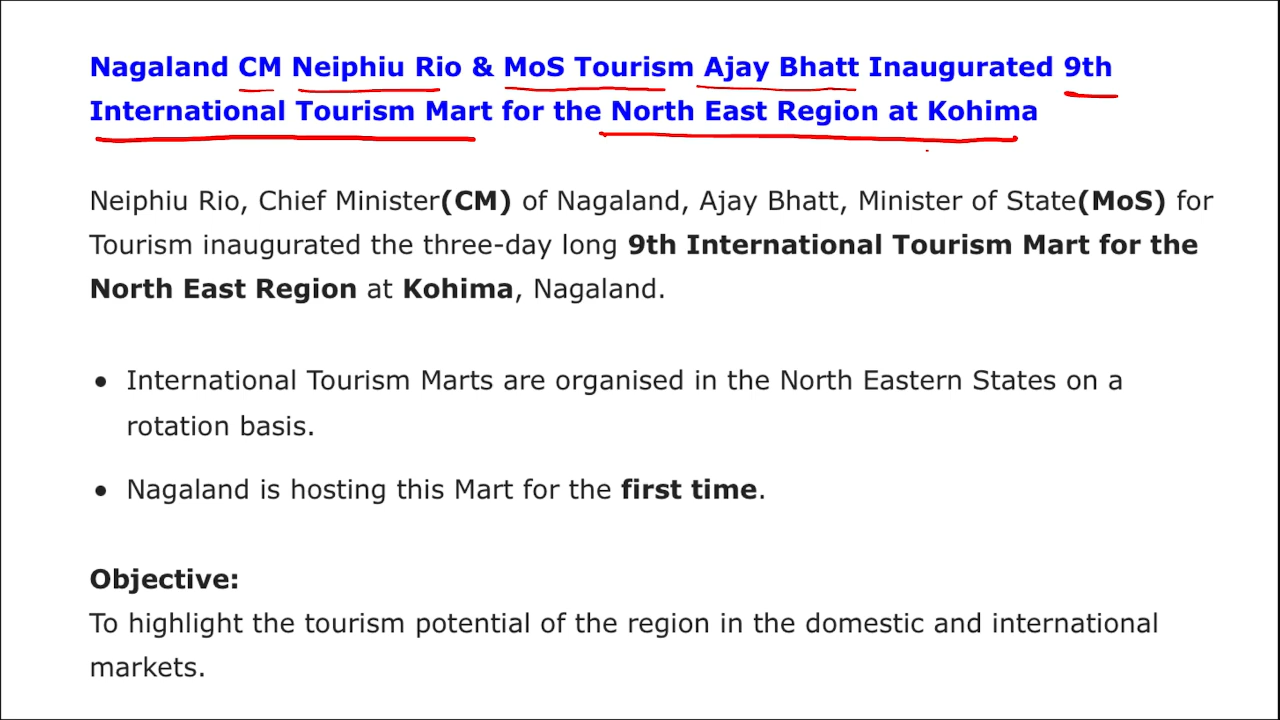 Nagaland CM Neiphiu Rio & MoS Tourism Ajay Bhatt Inaugurated 9th
International Tourism Mart for the North East Region at Kohima
Neiphiu Rio, Chief Minister(CM) of Nagaland, Ajay Bhatt, Minister of State(MoS) for
Tourism inaugurated the three-day long 9th International Tourism Mart for the
North East Region at Kohima, Nagaland.
● International Tourism Marts are organised in the North Eastern States on a
rotation basis.
● Nagaland is hosting this Mart for the first time.
Objective:
To highlight the tourism potential of the region in the domestic and international
markets.